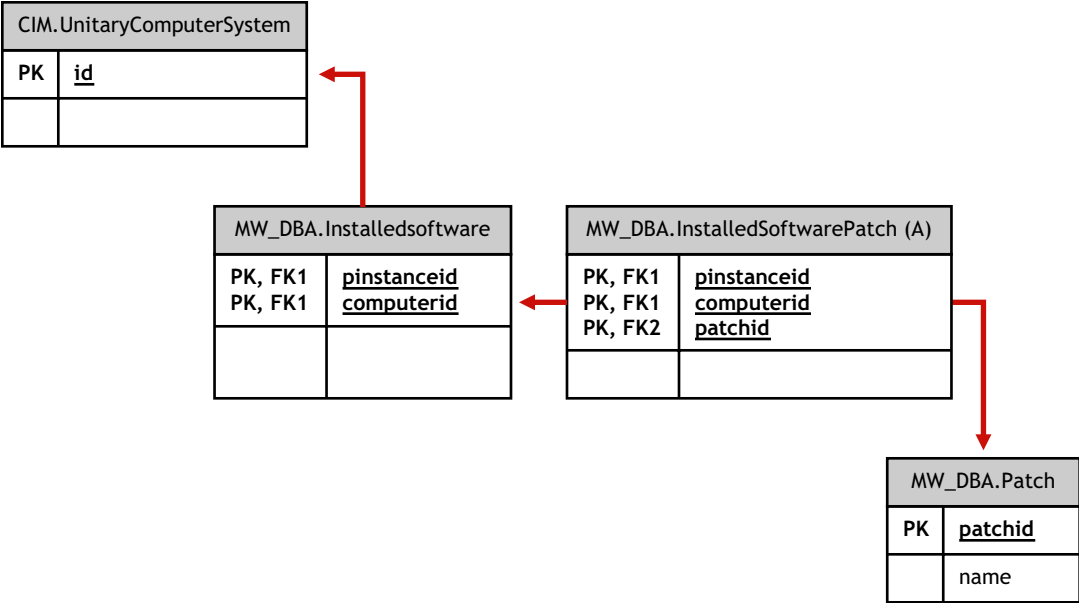 CIM.UnitaryComputerSystem
PK id
MW_DBA.Installedsoftware
PK, FK1 pinstanceid
PK, FK1 computerid
MW_DBA.InstalledSoftwarePatch (A)
PK, FK1 pinstanceid
PK, FK1 computerid
PK, FK2 patchid
MW_DBA.Patch
PK patchid
name